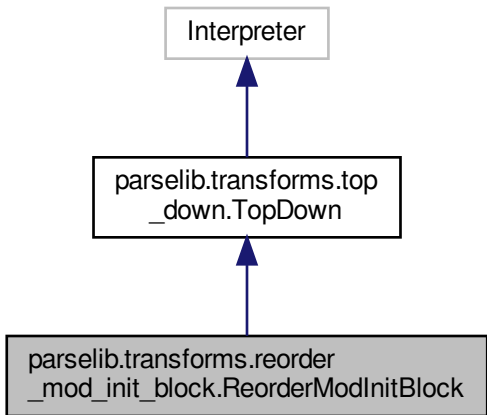 Interpreter
parselib.transforms.top
_down.TopDown
parselib.transforms.reorder
_mod_init_block.ReorderModInitBlock